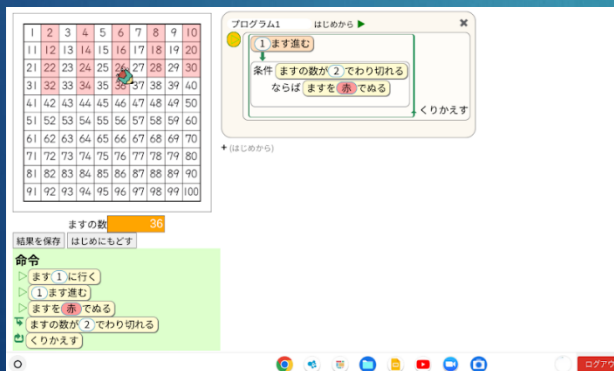 プログラム1 はじめから ▶ ✖
1 2 3 4 5 6 7 8 9 10
11 12 13 14 15 16 17 18 19 20
21 22 23 24 25 26 27 28 29 30
31 32 33 34 35 36 37 38 39 40
41 42 43 44 45 46 47 48 49 50
51 52 53 54 55 56 57 58 59 60
61 62 63 64 65 66 67 68 69 70
71 72 73 74 75 76 77 78 79 80
81 82 83 84 85 86 87 88 89 90
91 92 93 94 95 96 97 98 99 100
1ます進む
条件 ますの数が2でわり切れる
ならば ますを赤でぬる
くりかえす
+ (はじめから)
ますの数 36
結果を保存 はじめにもどす
命令
ます1に行く
1ます進む
ますを赤でぬる
ますの数が2でわり切れる
くりかえす
ログアウ